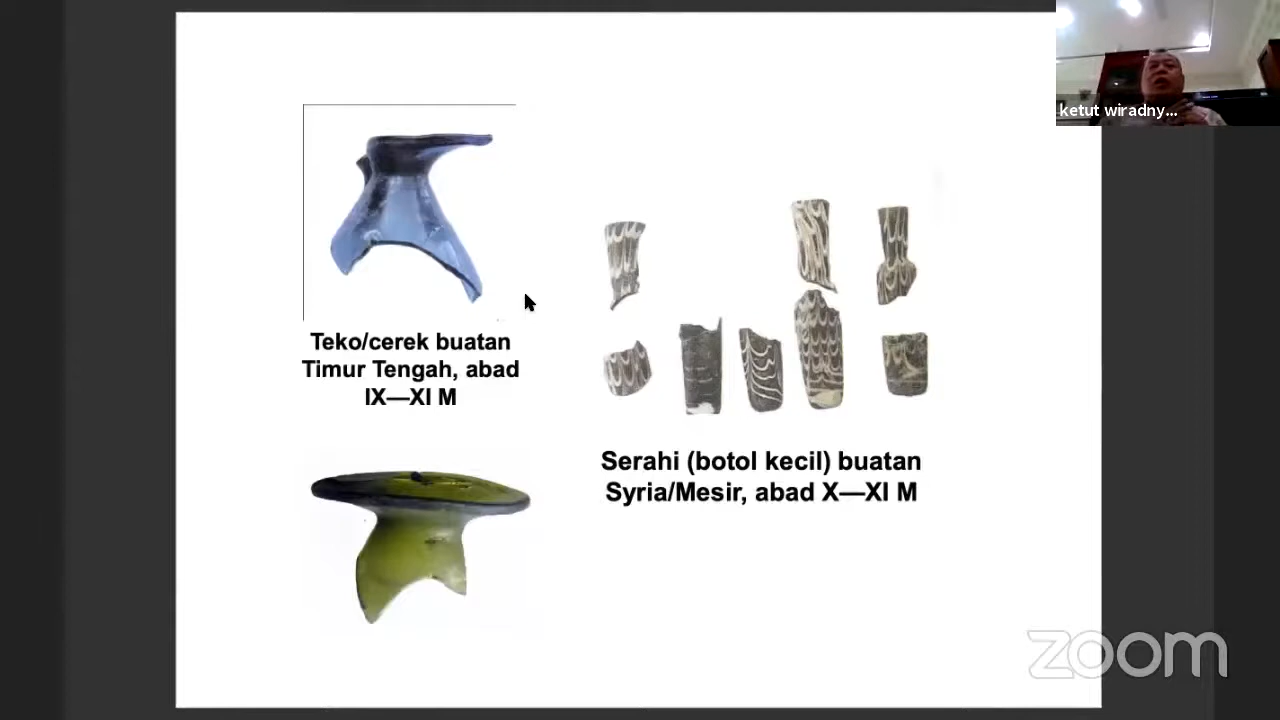 ketut wiradny...
Teko/cerek buatan
Timur Tengah, abad
IX—XI M
Serahi (botol kecil) buatan
Syria/Mesir, abad X—XI M
zoom